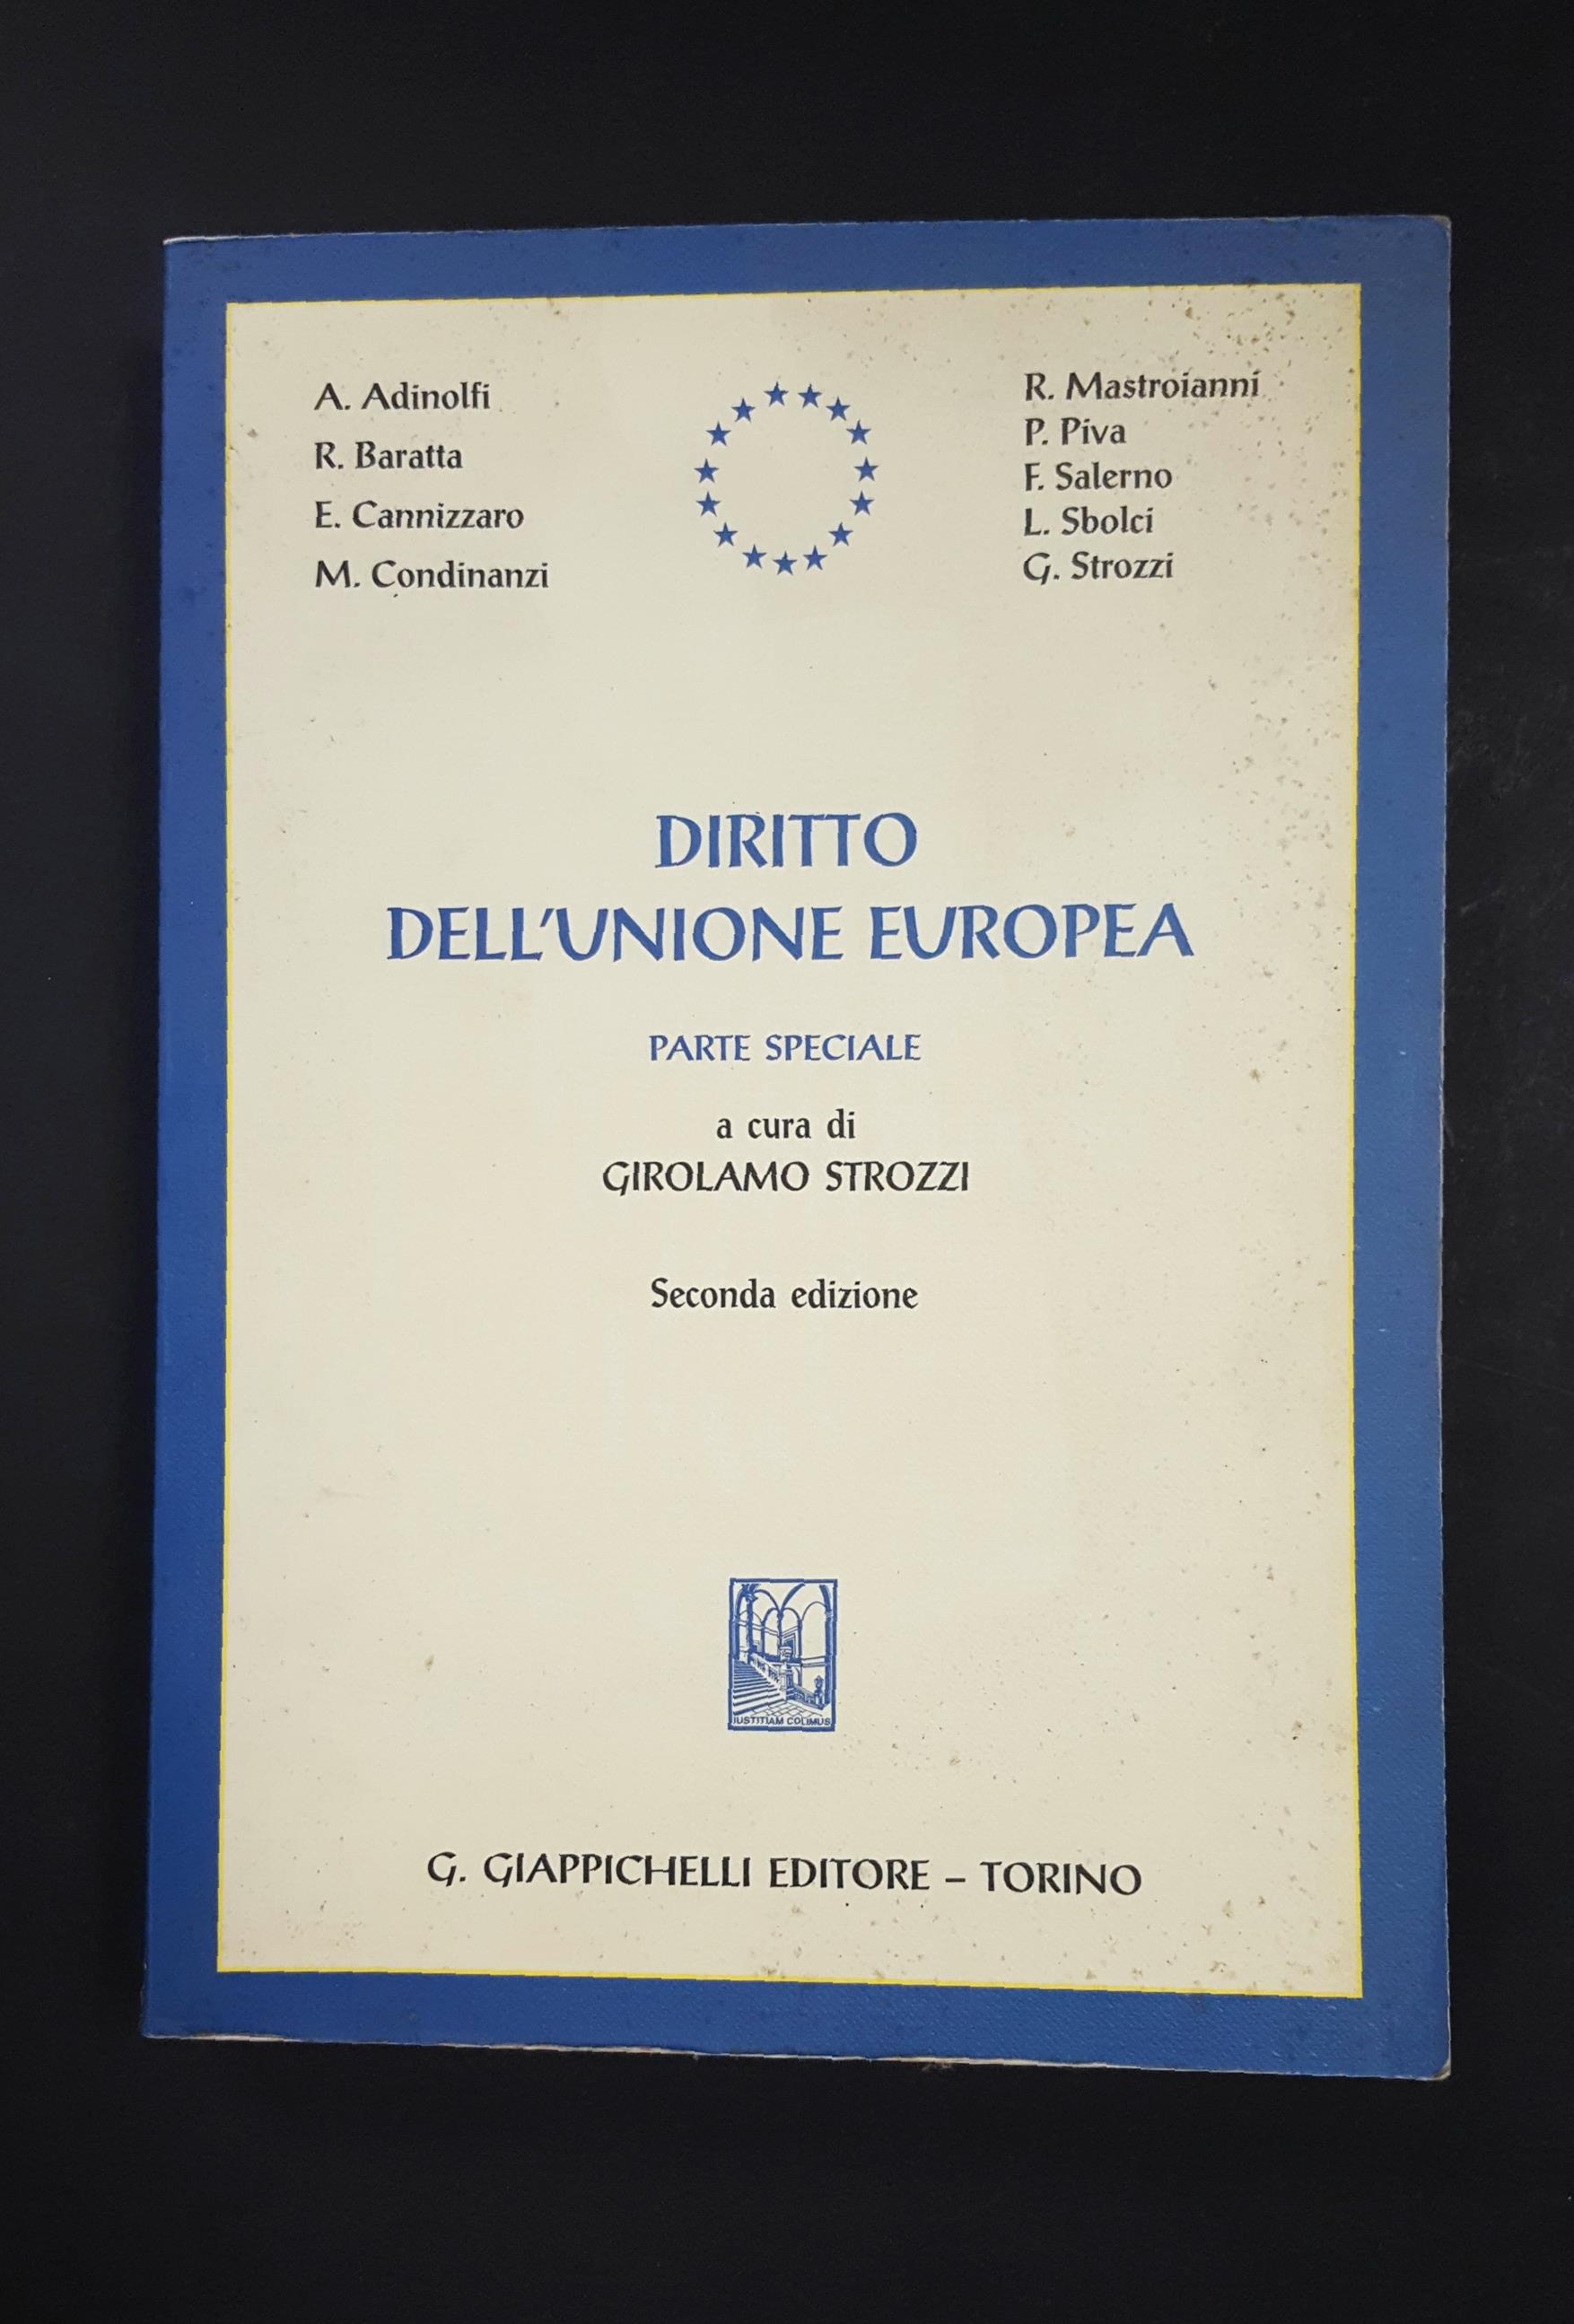 A. Adinolfi
R. Baratta
E. Cannizzaro
M. Condinanzi
R. Mastroianni
P. Piva
F. Salerno
L. Sbolci
G. Strozzi
DIRITTO
DELL'UNIONE EUROPEA
PARTE SPECIALE
a cura di
GIROLAMO STROZZI
Seconda edizione
IUSTITIAM COLIMUS
G. GIAPPICHELLI EDITORE – TORINO